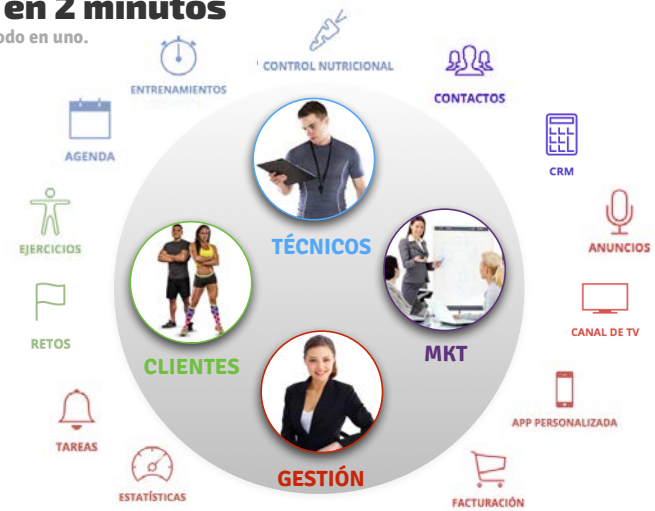 en 2 minutos
odo en uno.
CONTROL NUTRICIONAL
ENTRENAMIENTOS
CONTACTOS
AGENDA
CRM
EJERCICIOS
TÉCNICOS
ANUNCIOS
RETOS
CANAL DE TV
CLIENTES
MKT
APP PERSONALIZADA
TAREAS
GESTIÓN
ESTATÍSTICAS
FACTURACIÓN